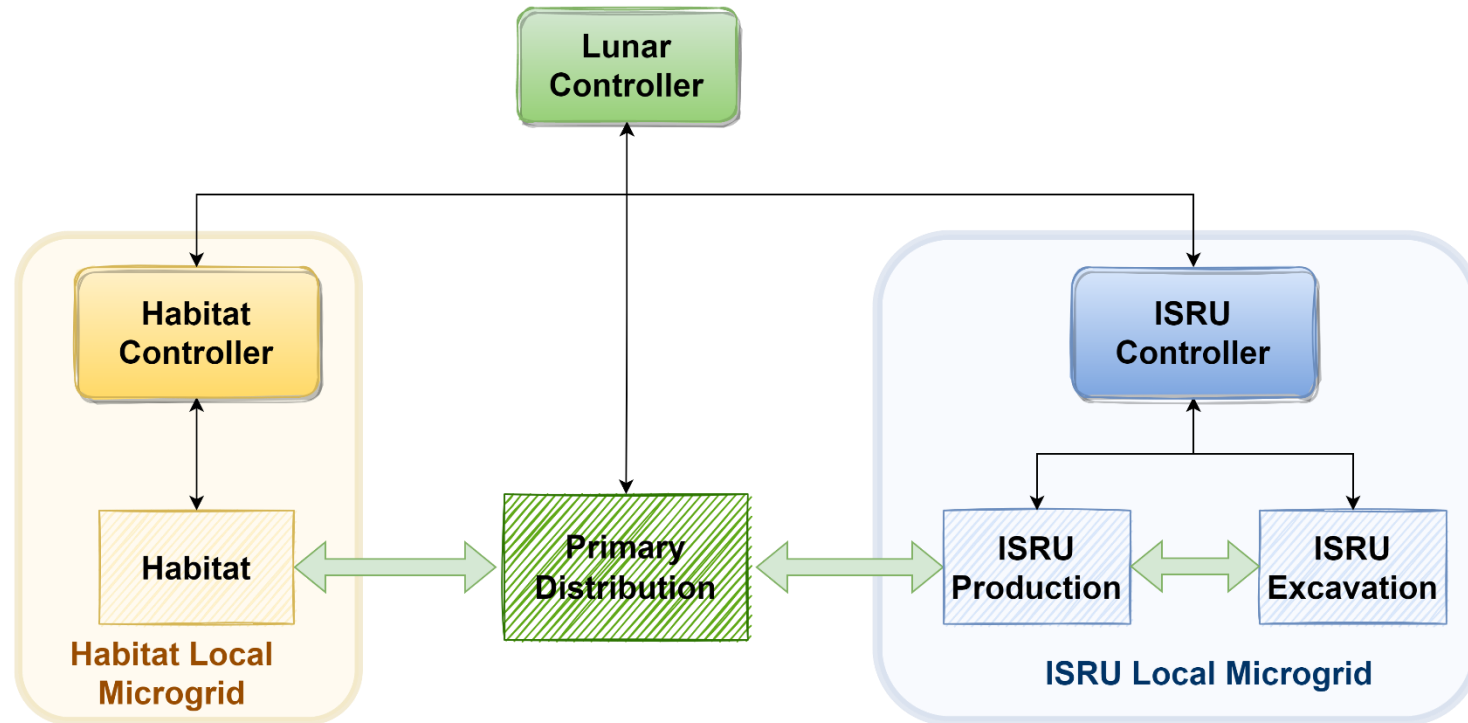 Lunar
Controller
Habitat
Controller
ISRU
Controller
Habitat
Primary
Distribution
ISRU
Production
ISRU
Excavation
Habitat Local
Microgrid
ISRU Local Microgrid